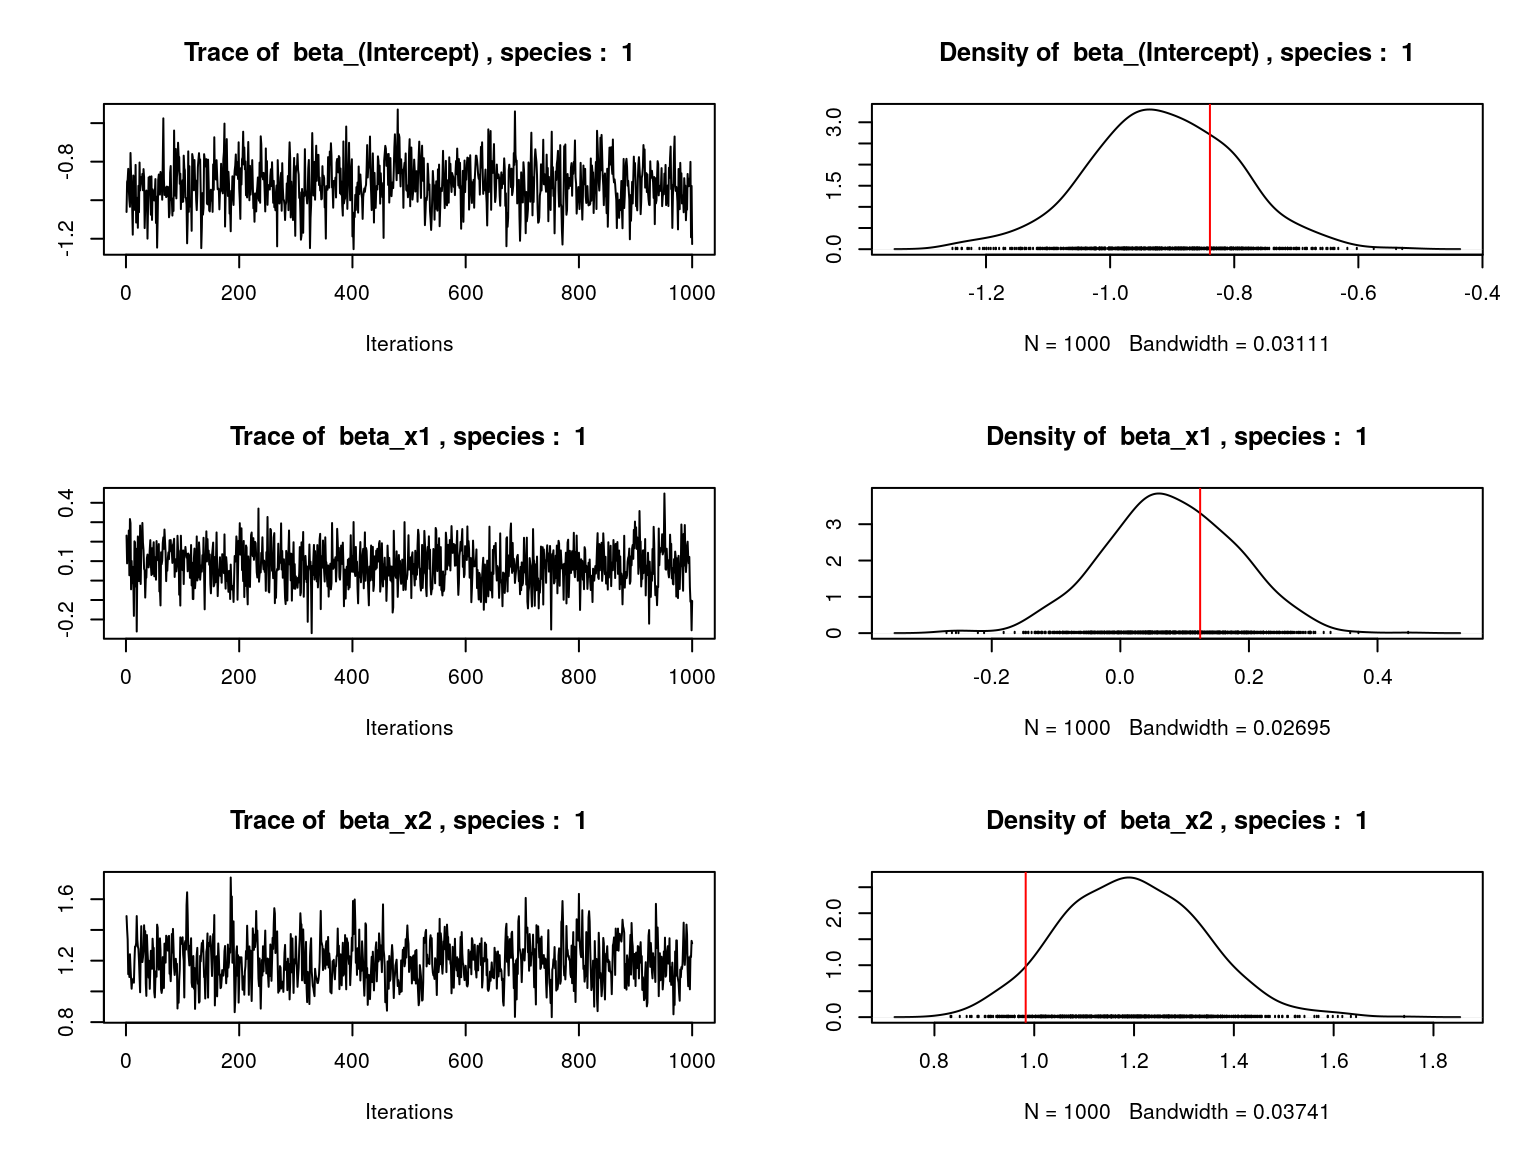 Trace of  beta_(Intercept) , species :  1
-1.2 -0.8
0 200 400 600 800 1000
Iterations
Density of  beta_(Intercept) , species :  1
0.0 1.5 3.0
-1.2 -1.0 -0.8 -0.6 -0.4
N = 1000   Bandwidth = 0.03111
Trace of  beta_x1 , species :  1
-0.2 0.1 0.4
0 200 400 600 800 1000
Iterations
Density of  beta_x1 , species :  1
0 1 2 3
-0.2 0.0 0.2 0.4
N = 1000   Bandwidth = 0.02695
Trace of  beta_x2 , species :  1
0.8 1.2 1.6
0 200 400 600 800 1000
Iterations
Density of  beta_x2 , species :  1
0.0 1.0 2.0
0.8 1.0 1.2 1.4 1.6 1.8
N = 1000   Bandwidth = 0.03741